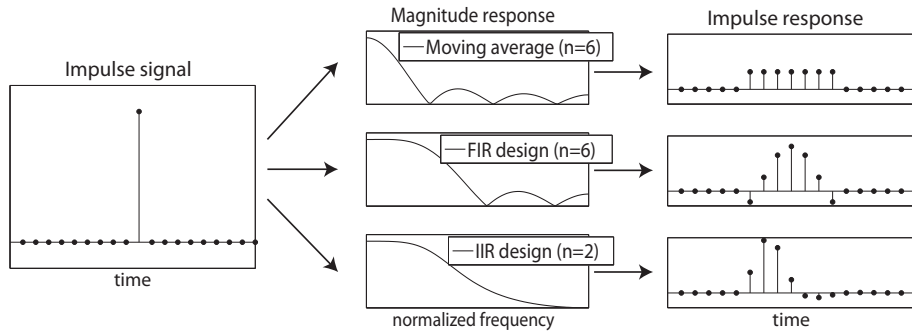 Impulse signal
time
Magnitude response
Moving average (n=6)
FIR design (n=6)
IIR design (n=2)
normalized frequency
Impulse response
time